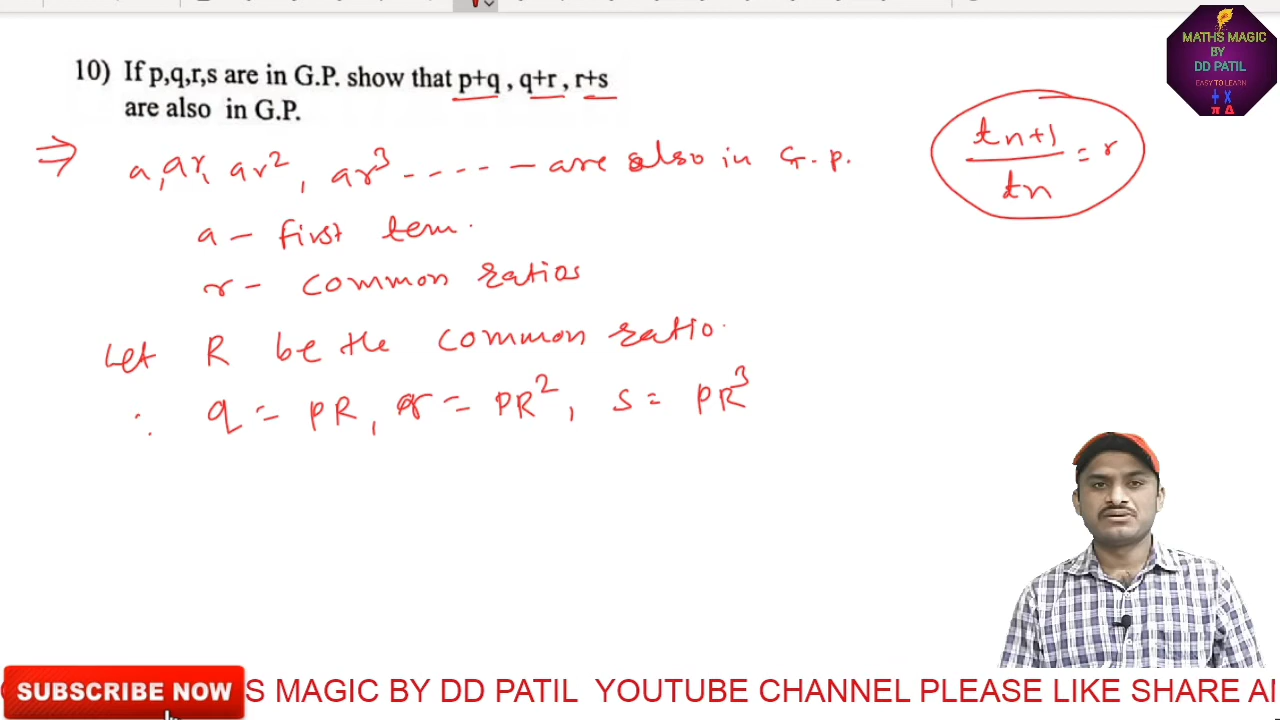 MATHS MAGIC
BY
DD PATIL
EASY TO LEARN
+ X
π Δ
10) If p,q,r,s are in G.P. show that p+q , q+r , r+s
are also in G.P.
tn+1 / tn = r
⇒ a, ar, ar², ar³ ----- are also in G.p.
a - first term.
r - common ratios
Let R be the common ratio.
∴ q = pR, r = PR², s = pR³
SUBSCRIBE NOW
S MAGIC BY DD PATIL YOUTUBE CHANNEL PLEASE LIKE SHARE AI